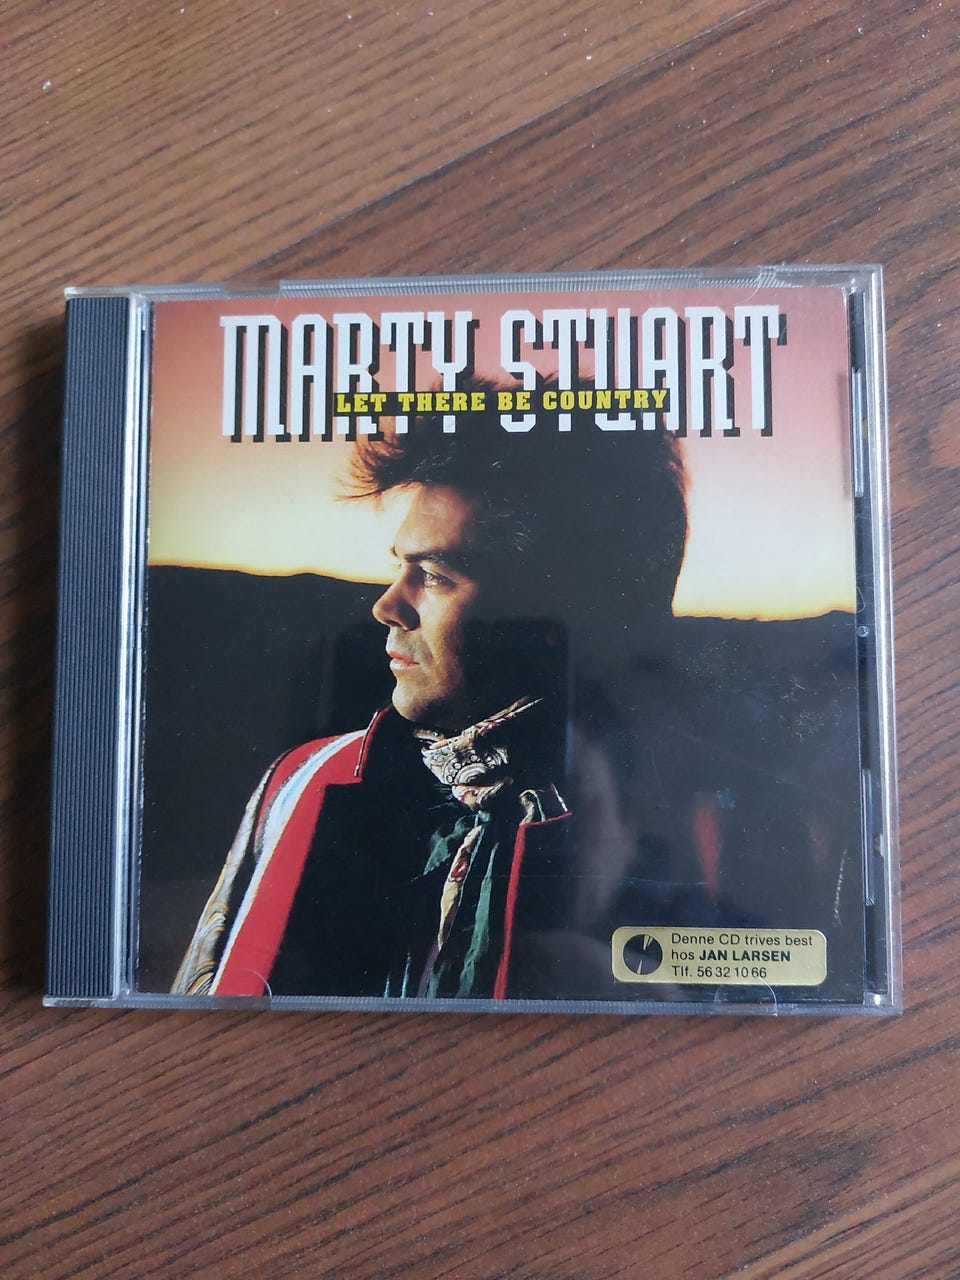 MARTY STUART
LET THERE BE COUNTRY
Denne CD trives best
hos JAN LARSEN
Tlf. 56 32 10 66